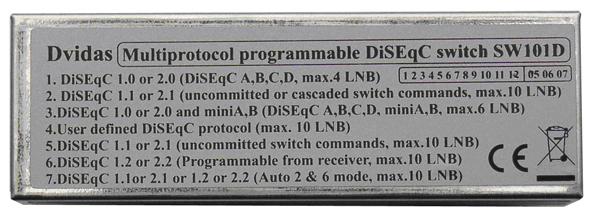 Dvidas Multiprotocol programmable DiSEqC switch SW101D
1. DiSEqC 1.0 or 2.0 (DiSEqC A,B,C,D, max.4 LNB) 1 2 3 4 5 6 7 8 9 10 11 12 05 06 07
2. DiSEqC 1.1 or 2.1 (uncommitted or cascaded switch commands, max.10 LNB)
3.DiSEqC 1.0 or 2.0 and miniA,B (DiSEqC A,B,C,D, miniA,B, max.6 LNB)
4.User defined DiSEqC protocol (max. 10 LNB)
5.DiSEqC 1.1 or 2.1 (uncommitted switch commands, max.10 LNB)
6.DiSEqC 1.2 or 2.2 (Programmable from receiver, max.10 LNB)
7.DiSEqC 1.1or 2.1 or 1.2 or 2.2 (Auto 2 & 6 mode, max.10 LNB)
CE